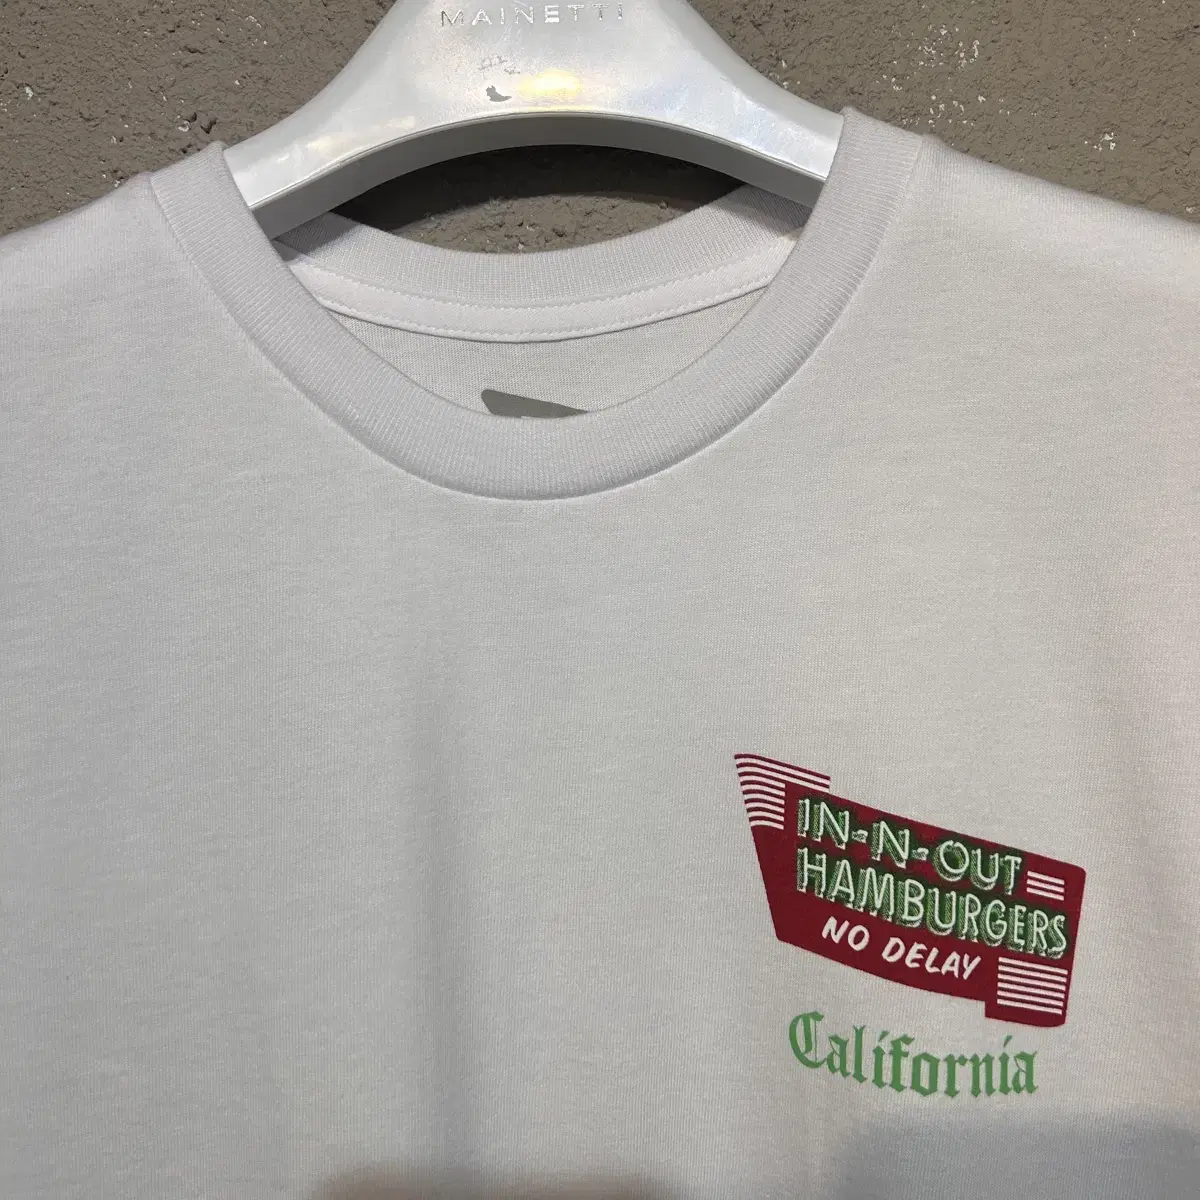 MAINETTI
IN-N-OUT
HAMBURGERS
NO DELAY
California